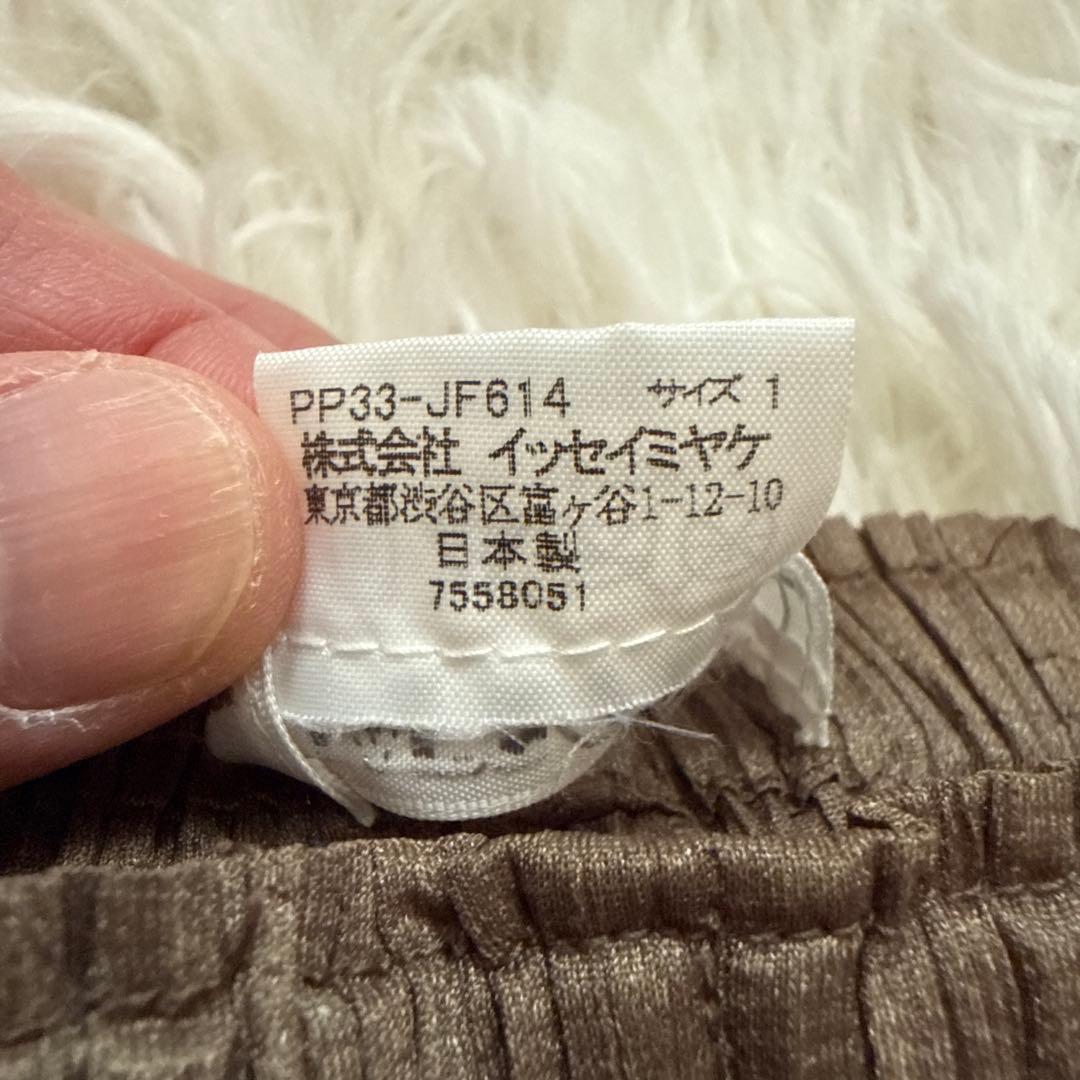 PP33-JF614 サイズ 1
株式会社 イッセイミヤケ
東京都渋谷区富ヶ谷1-12-10
日本製
7558051